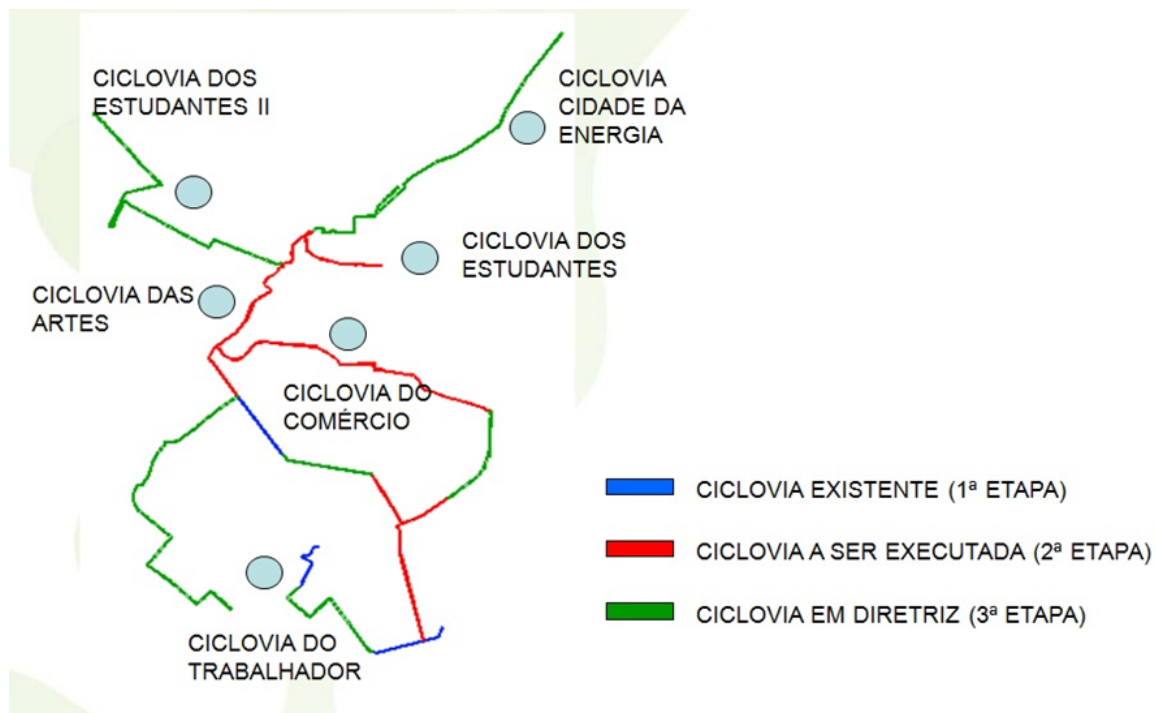 CICLOVIA DOS
ESTUDANTES II
CICLOVIA
CIDADE DA
ENERGIA
CICLOVIA DOS
ESTUDANTES
CICLOVIA DAS
ARTES
CICLOVIA DO
COMÉRCIO
CICLOVIA EXISTENTE (1ª ETAPA)
CICLOVIA A SER EXECUTADA (2ª ETAPA)
CICLOVIA EM DIRETRIZ (3ª ETAPA)
CICLOVIA DO
TRABALHADOR